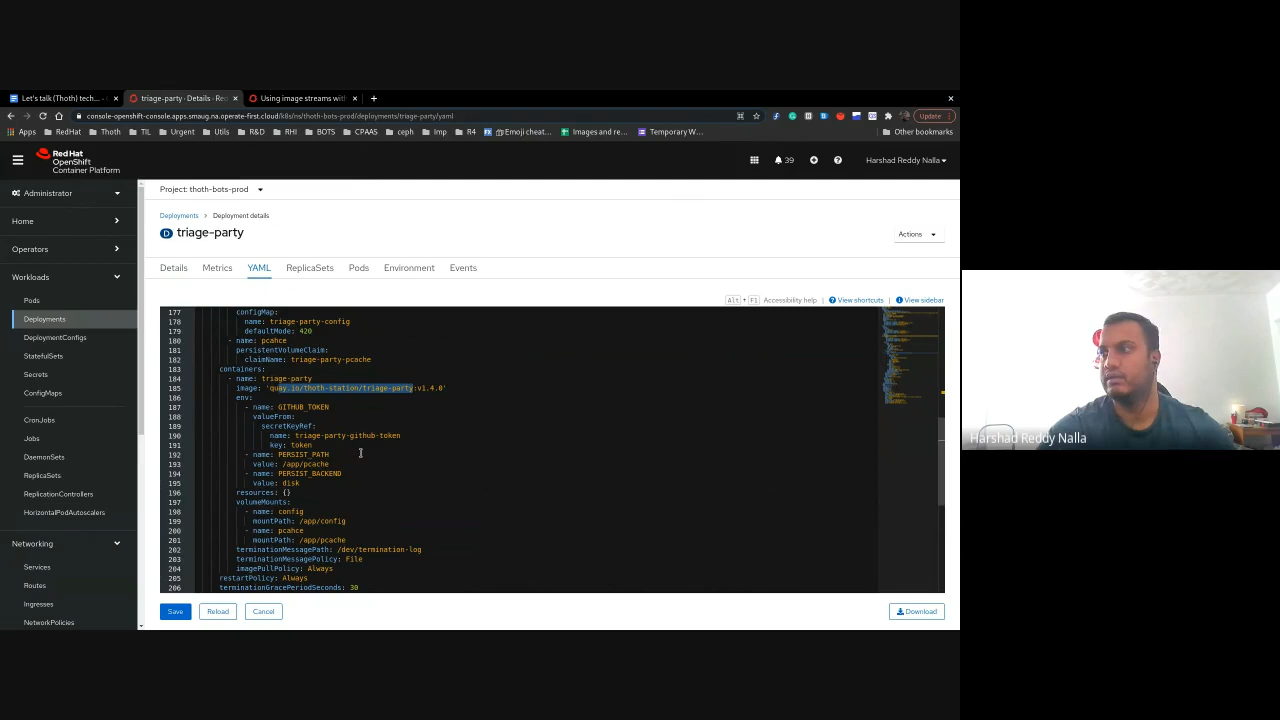 Let's talk (Thoth) tech... -
triage-party · Details · Red
Using image streams with
Update
console-openshift-console.apps.smaug.na.operate-first.cloud/k8s/ns/thoth-bots-prod/deployments/triage-party/yaml
Apps RedHat Thoth TIL Urgent Utils R&D RHI BOTS CPAAS ceph Imp R4 Emoji cheat... Images and re... Temporary W... Other bookmarks
Red Hat
OpenShift
Container Platform
39
Harshad Reddy Nalla
Administrator
Home
Operators
Workloads
Pods
Deployments
DeploymentConfigs
StatefulSets
Secrets
ConfigMaps
CronJobs
Jobs
DaemonSets
ReplicaSets
ReplicationControllers
HorizontalPodAutoscalers
Networking
Services
Routes
Ingresses
NetworkPolicies
Project: thoth-bots-prod
Deployments > Deployment details
D triage-party
Actions
Details Metrics YAML ReplicaSets Pods Environment Events
Alt + F1 Accessibility help | View shortcuts | View sidebar
177 configMap:
178 name: triage-party-config
179 defaultMode: 420
180 - name: pcahce
181 persistentVolumeClaim:
182 claimName: triage-party-pcache
183 containers:
184 - name: triage-party
185 image: 'quay.io/thoth-station/triage-party:v1.4.0'
186 env:
187 - name: GITHUB_TOKEN
188 valueFrom:
189 secretKeyRef:
190 name: triage-party-github-token
191 key: token
192 - name: PERSIST_PATH
193 value: /app/pcache
194 - name: PERSIST_BACKEND
195 value: disk
196 resources: {}
197 volumeMounts:
198 - name: config
199 mountPath: /app/config
200 - name: pcahce
201 mountPath: /app/pcache
202 terminationMessagePath: /dev/termination-log
203 terminationMessagePolicy: File
204 imagePullPolicy: Always
205 restartPolicy: Always
206 terminationGracePeriodSeconds: 30
Save Reload Cancel
Download
Harshad Reddy Nalla